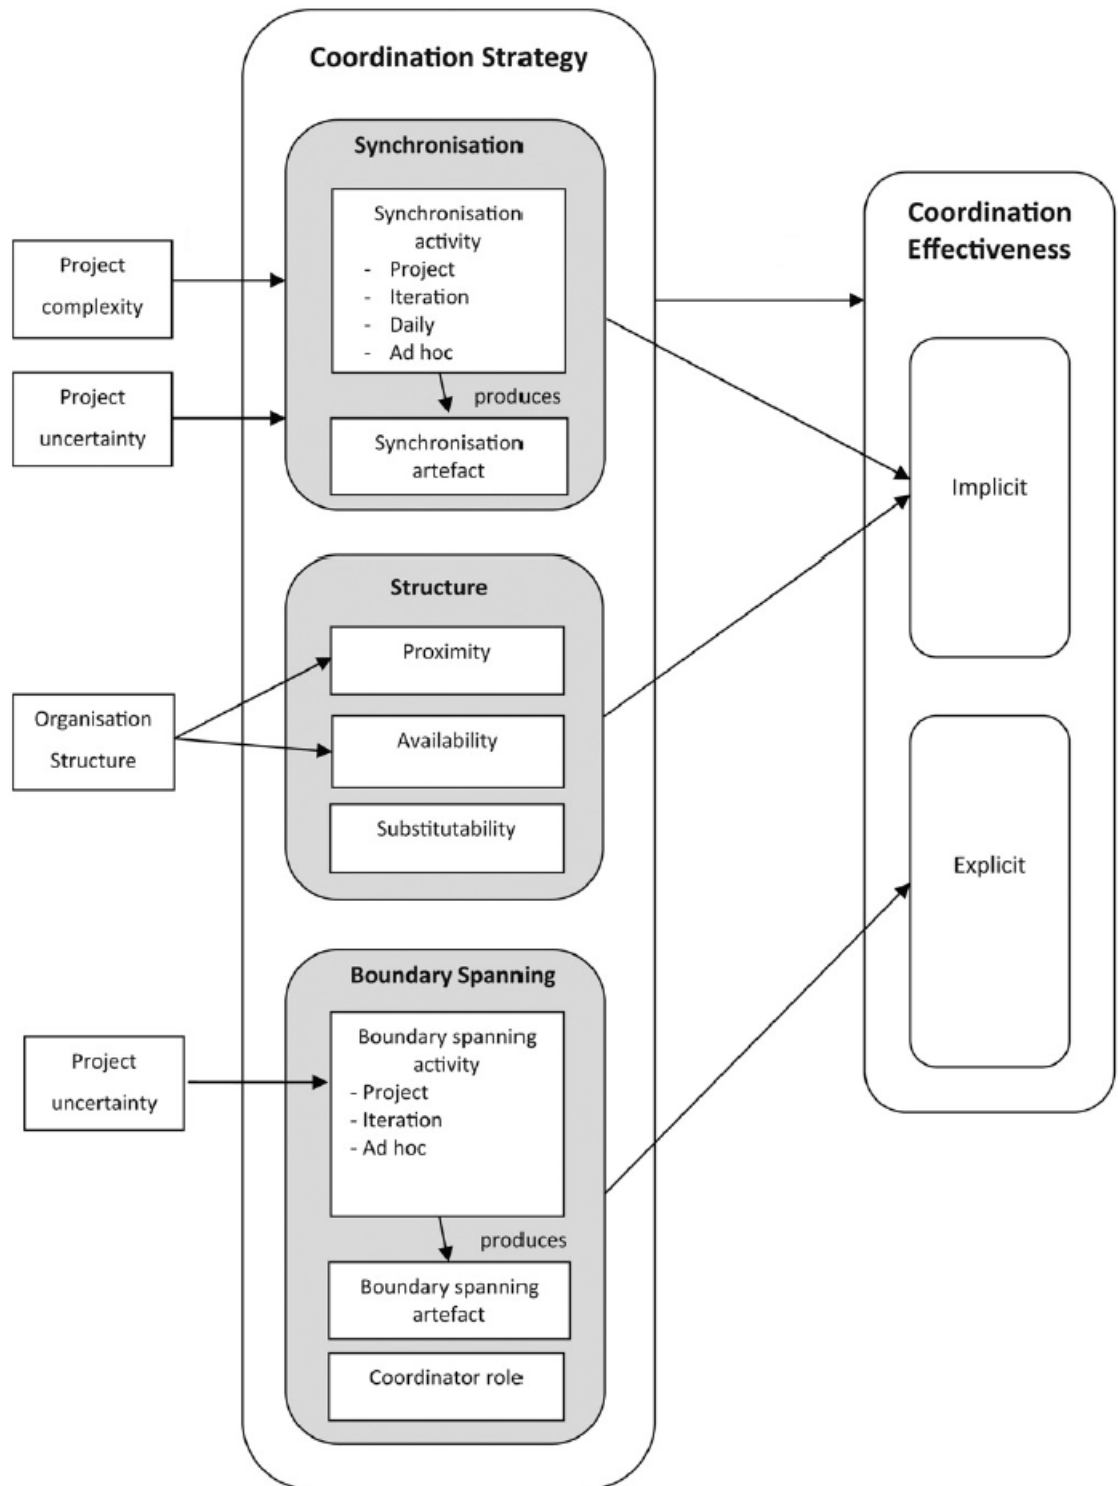 Coordination Strategy
Synchronisation
Synchronisation
activity
- Project
- Iteration
- Daily
- Ad hoc
produces
Synchronisation
artefact
Project
complexity
Project
uncertainty
Structure
Proximity
Availability
Substitutability
Organisation
Structure
Boundary Spanning
Boundary spanning
activity
- Project
- Iteration
- Ad hoc
produces
Boundary spanning
artefact
Coordinator role
Project
uncertainty
Coordination
Effectiveness
Implicit
Explicit